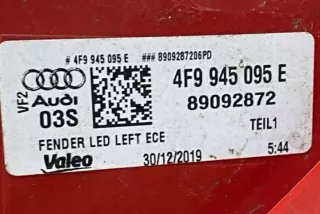 # 4F9 945 095 E ### 8909287206PD
VF2
Audi
03S
4F9 945 095 E
89092872
TEIL1
FENDER LED LEFT ECE
Valeo 30/12/2019 5:44